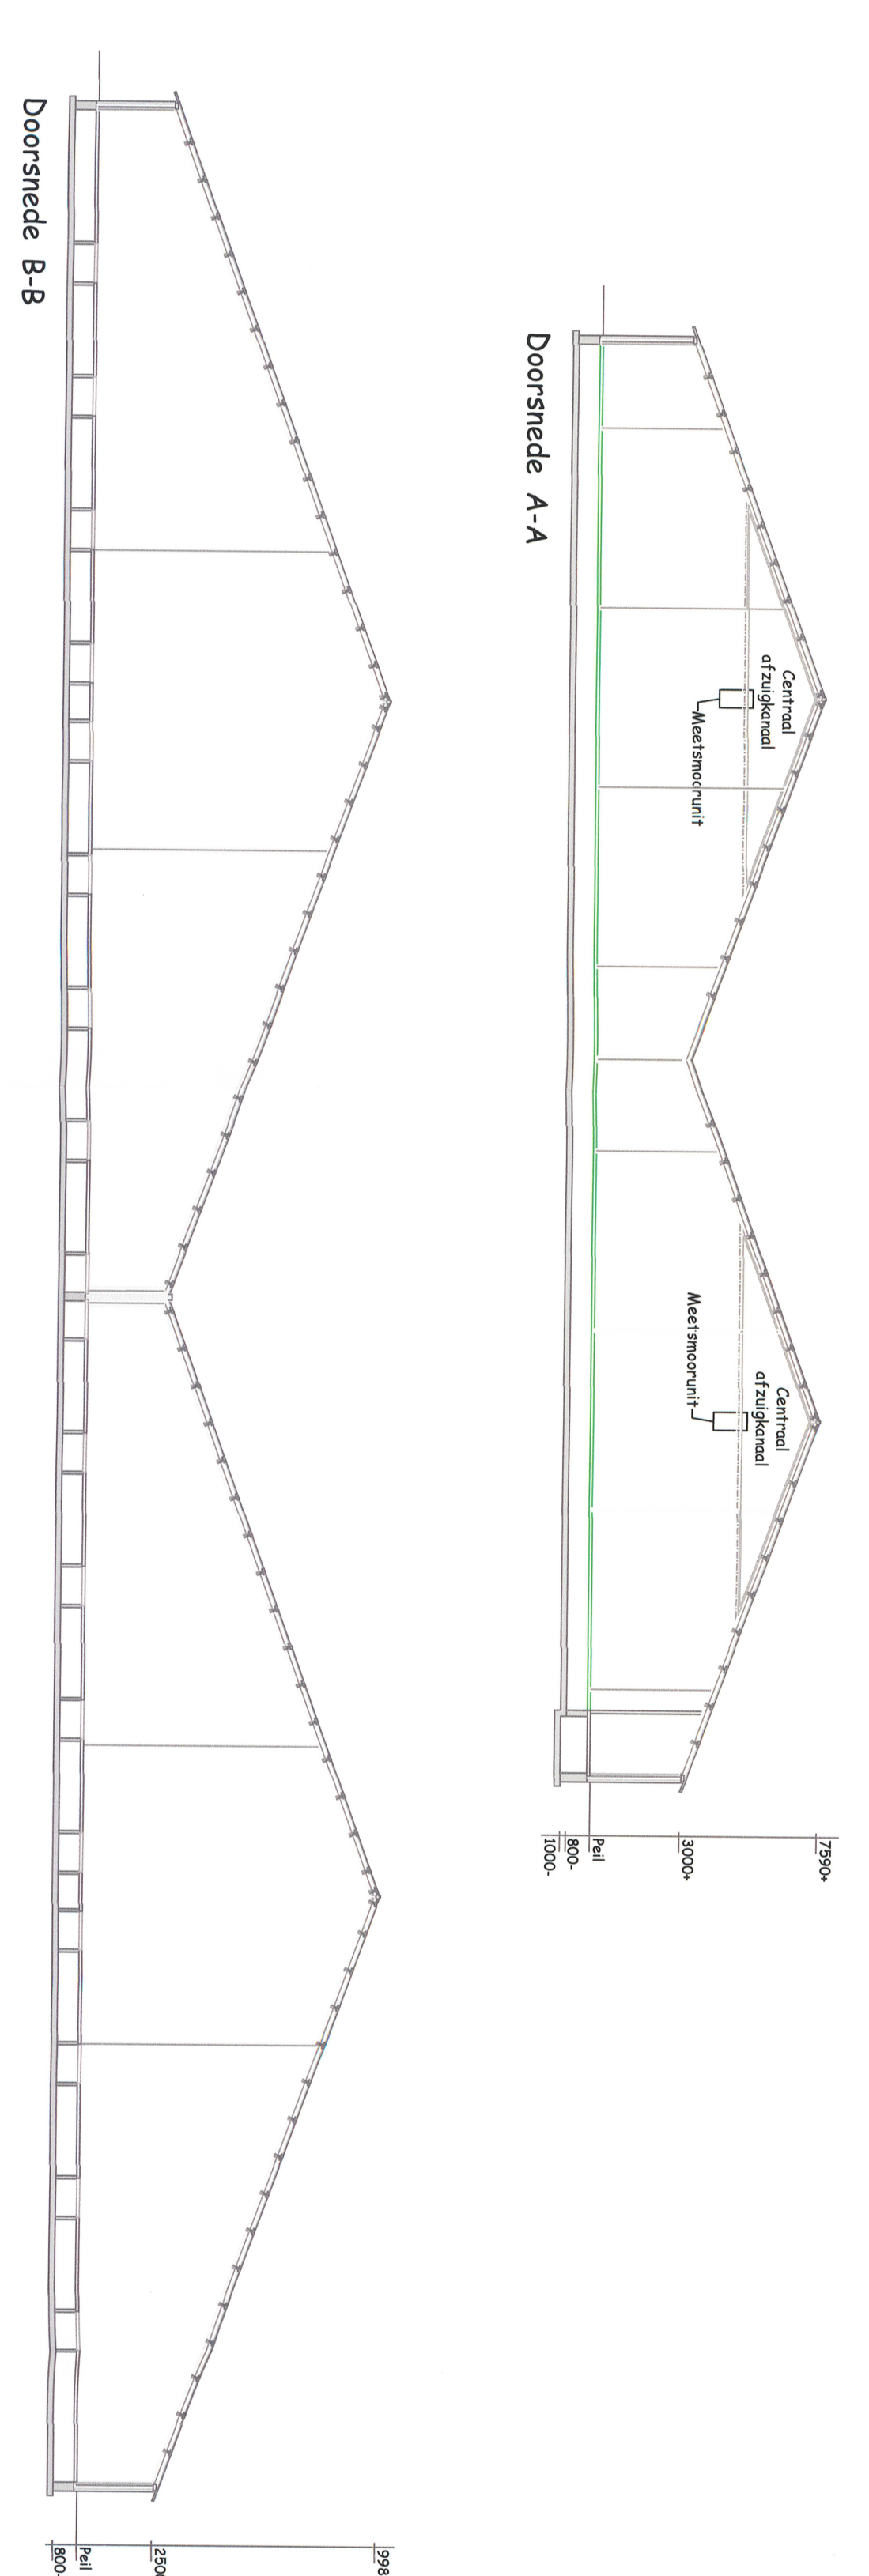 Centraal
afzuigkanaal
Meetsmoorunit
Centraal
afzuigkanaal
Meetsmoorunit
7590+
3000+
Peil
800-
1000-
Doorsnede A-A
998
250
Peil
800-
Doorsnede B-B